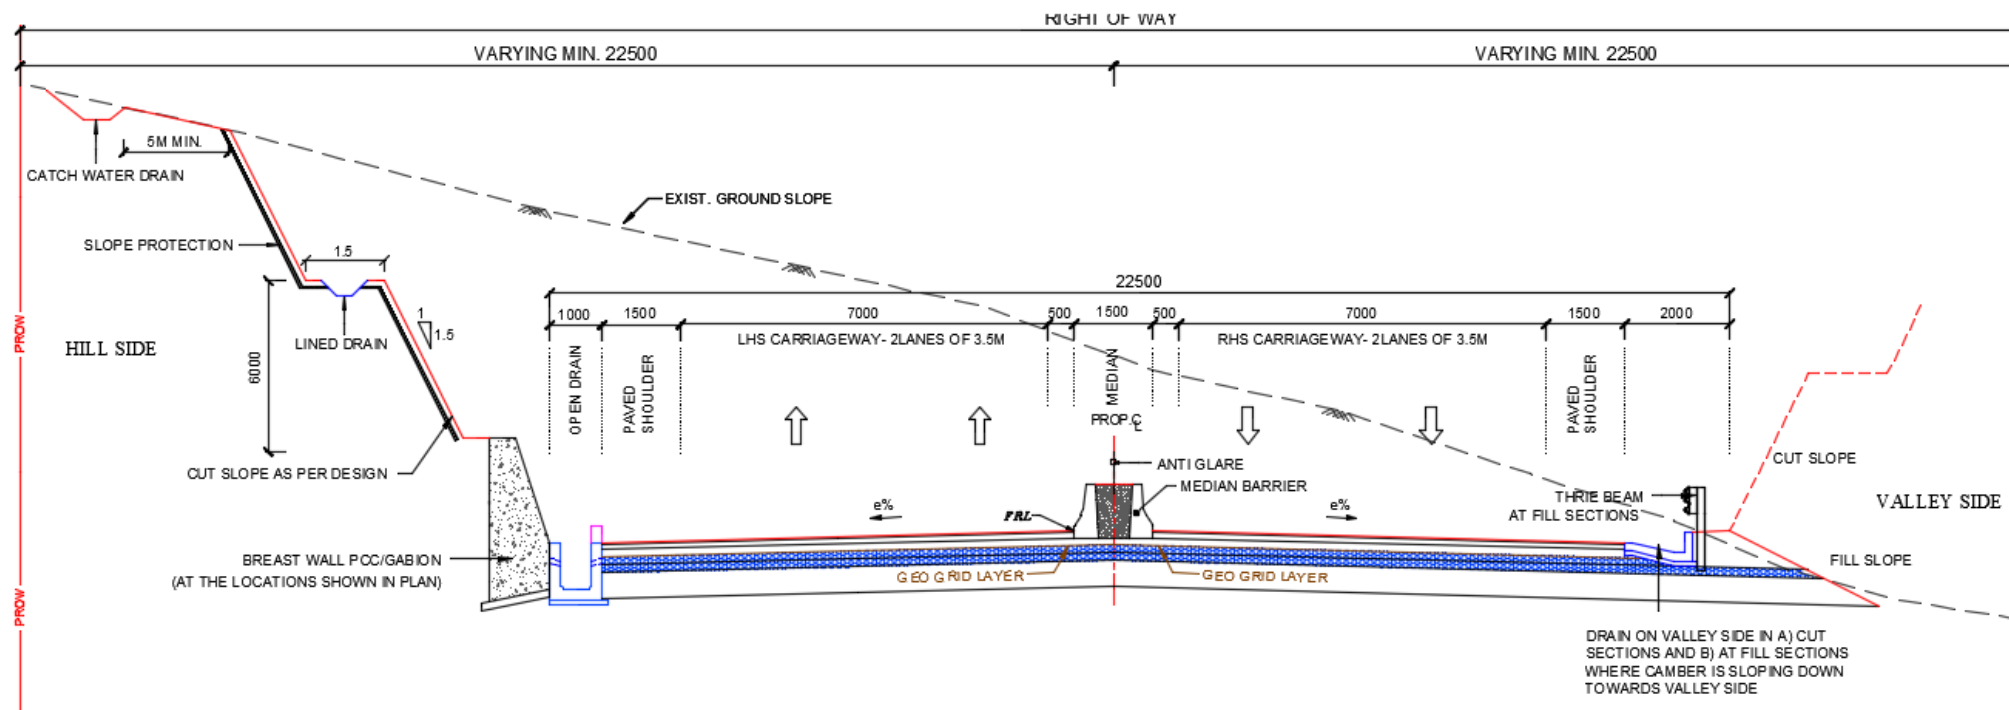 RIGHT OF WAY
VARYING MIN. 22500
VARYING MIN. 22500
5M MIN.
CATCH WATER DRAIN
EXIST. GROUND SLOPE
SLOPE PROTECTION
1.5
22500
1000
1500
7000
500
1500
500
7000
1500
2000
LHS CARRIAGEWAY- 2LANES OF 3.5M
RHS CARRIAGEWAY- 2LANES OF 3.5M
1
1.5
LINED DRAIN
HILL SIDE
PROW
6000
OPEN DRAIN
PAVED
SHOULDER
MEDIAN
PAVED
SHOULDER
PROP. CL
CUT SLOPE
CUT SLOPE AS PER DESIGN
ANTI GLARE
MEDIAN BARRIER
THRIE BEAM
AT FILL SECTIONS
VALLEY SIDE
e%
FRL
e%
BREAST WALL PCC/GABION
(AT THE LOCATIONS SHOWN IN PLAN)
GEO GRID LAYER
GEO GRID LAYER
FILL SLOPE
PROW
DRAIN ON VALLEY SIDE IN A) CUT
SECTIONS AND B) AT FILL SECTIONS
WHERE CAMBER IS SLOPING DOWN
TOWARDS VALLEY SIDE